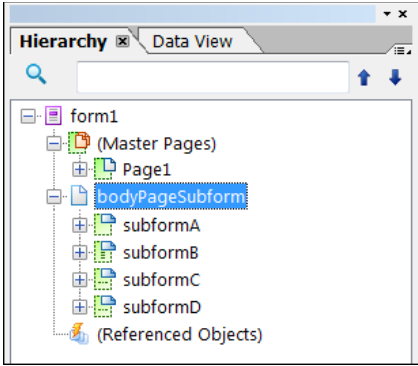 Hierarchy Data View
form1
(Master Pages)
Page1
bodyPageSubform
subformA
subformB
subformC
subformD
(Referenced Objects)